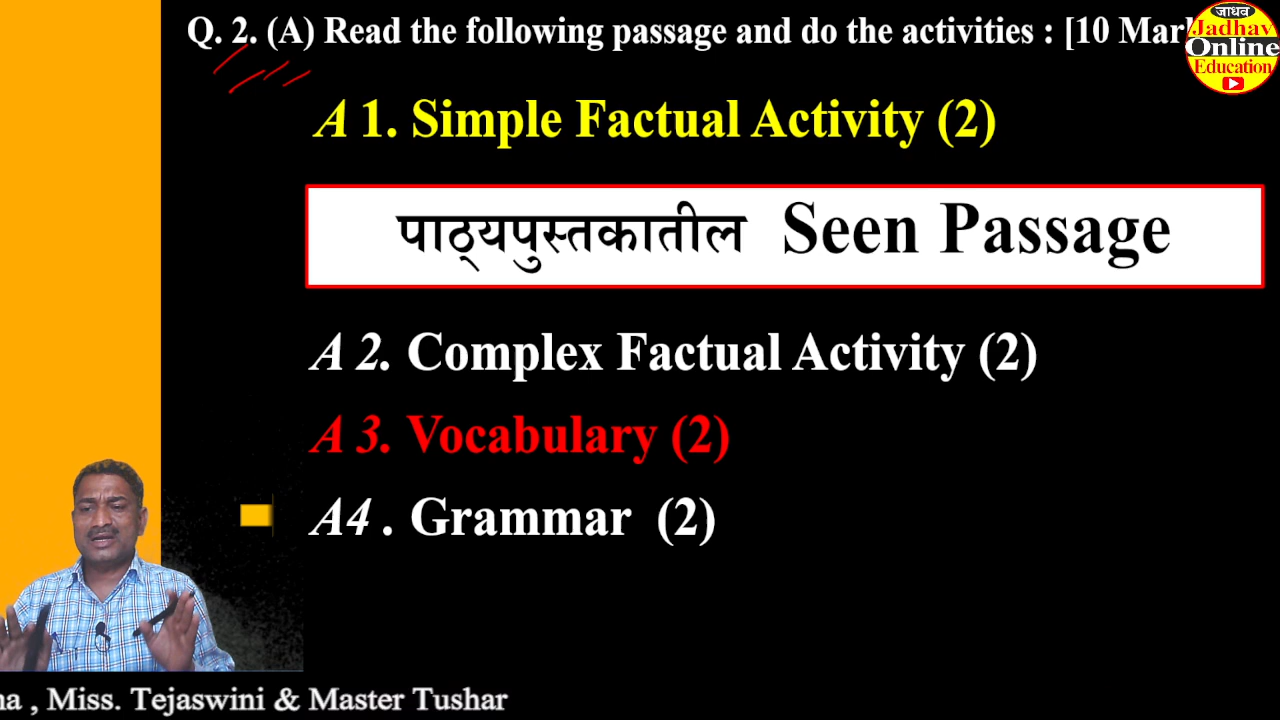 Q. 2. (A) Read the following passage and do the activities : [10 Mar
जाधव
Jadhav
Online
Education
A 1. Simple Factual Activity (2)
पाठ्यपुस्तकातील Seen Passage
A 2. Complex Factual Activity (2)
A 3. Vocabulary (2)
A4 . Grammar (2)
, Miss. Tejaswini & Master Tushar